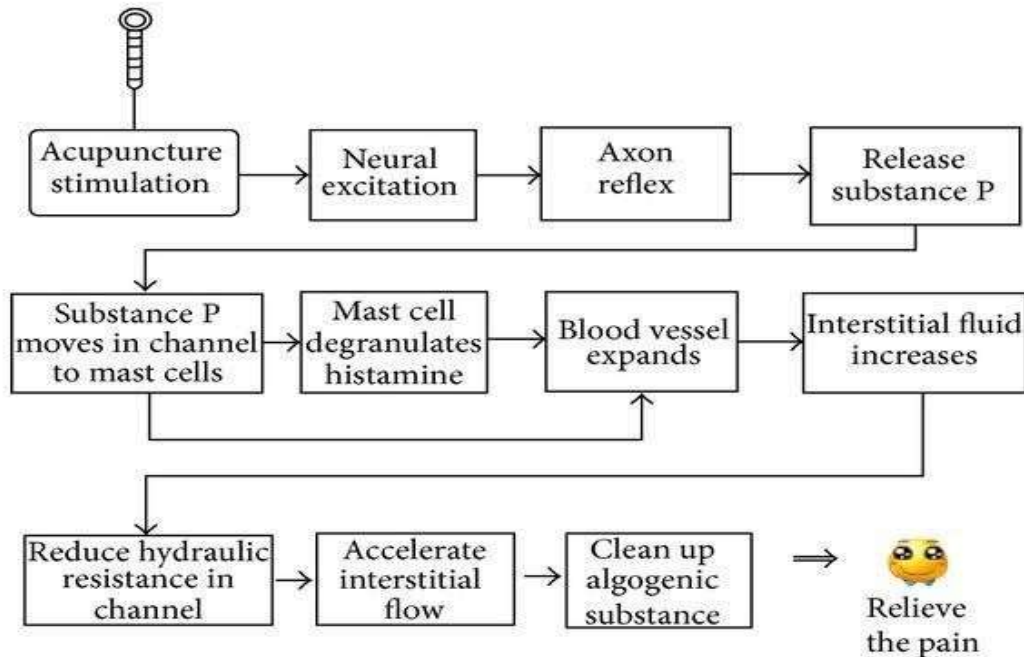 Acupuncture
stimulation
Neural
excitation
Axon
reflex
Release
substance P
Substance P
moves in channel
to mast cells
Mast cell
degranulates
histamine
Blood vessel
expands
Interstitial fluid
increases
Reduce hydraulic
resistance in
channel
Accelerate
interstitial
flow
Clean up
algogenic
substance
Relieve
the pain